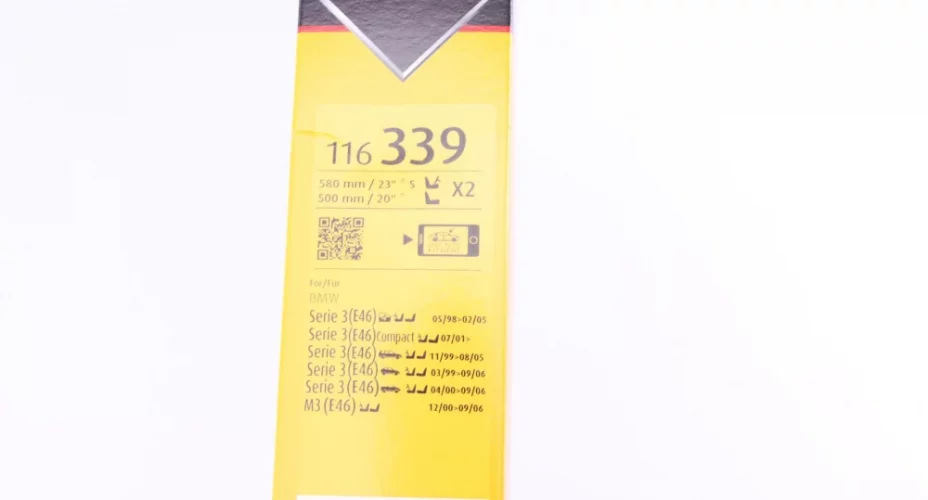 116 339
580 mm / 23" S
500 mm / 20"
X2
For/Für
BMW
Serie 3 (E46) 05/98>02/05
Serie 3 (E46) Compact 07/01>
Serie 3 (E46) 11/99>08/05
Serie 3 (E46) 03/99>09/06
Serie 3 (E46) 04/00>09/06
M3 (E46) 12/00>09/06